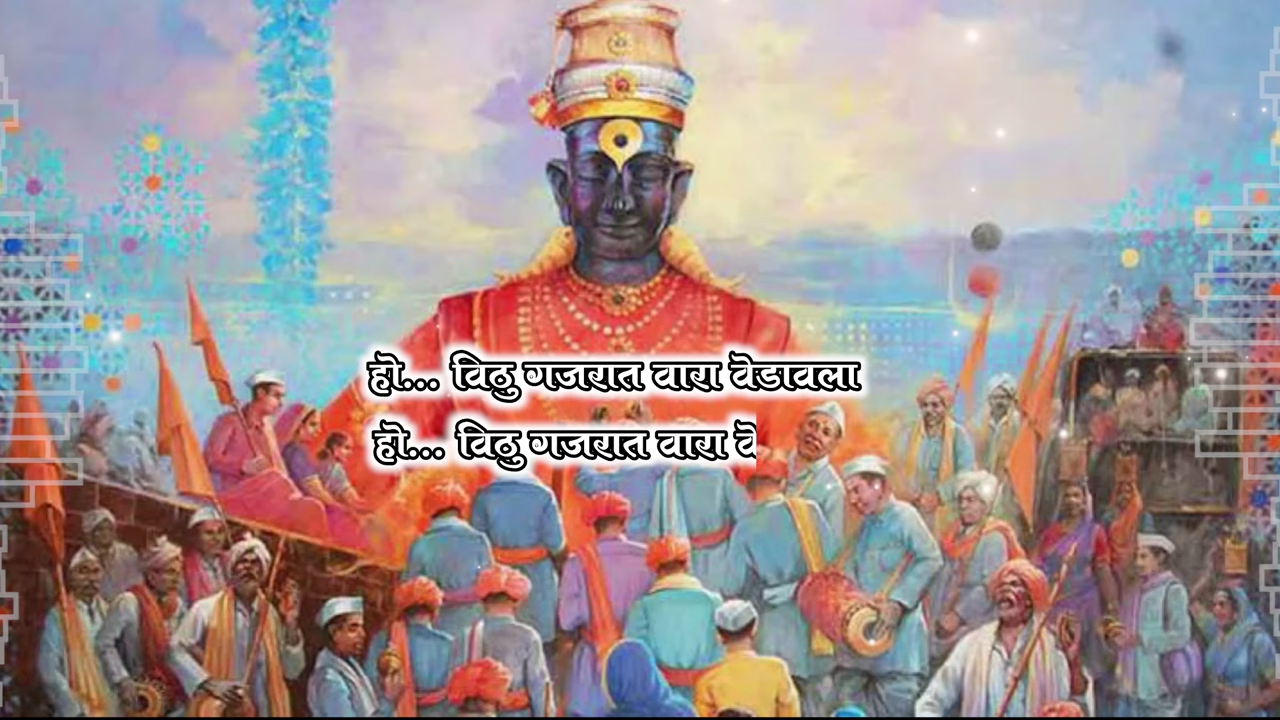 हो... विठु गजरात वारा वेडावला
हो... विठु गजरात वारा वे